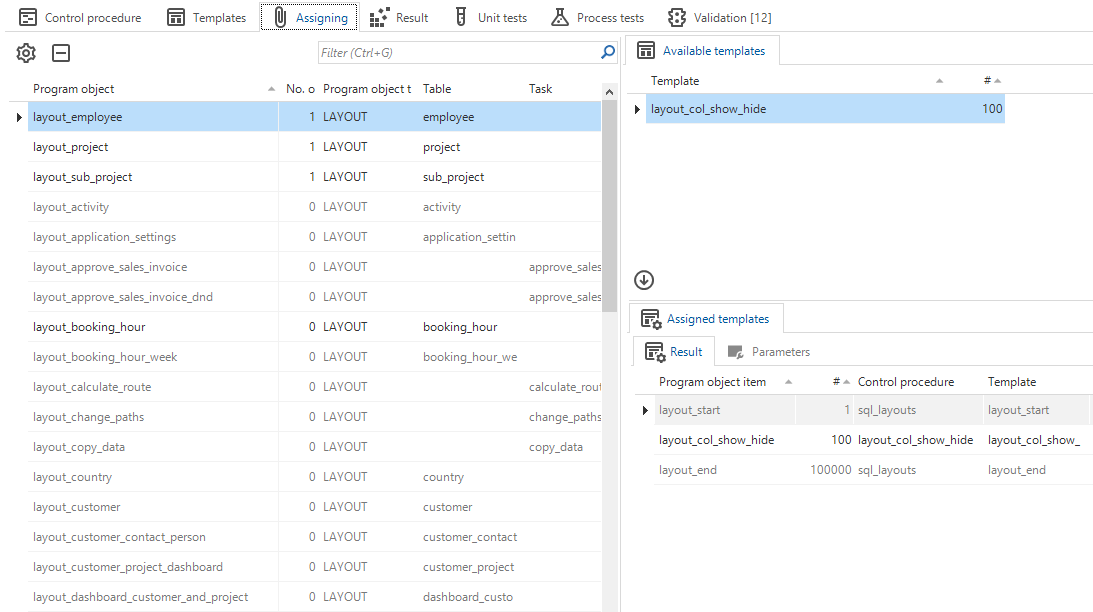 Control procedure Templates Assigning Result Unit tests Process tests Validation [12]
Filter (Ctrl+G)
Program object No. o Program object t Table Task
layout_employee 1 LAYOUT employee
layout_project 1 LAYOUT project
layout_sub_project 1 LAYOUT sub_project
layout_activity 0 LAYOUT activity
layout_application_settings 0 LAYOUT application_settin
layout_approve_sales_invoice 0 LAYOUT approve_sales
layout_approve_sales_invoice_dnd 0 LAYOUT approve_sales
layout_booking_hour 0 LAYOUT booking_hour
layout_booking_hour_week 0 LAYOUT booking_hour_we
layout_calculate_route 0 LAYOUT calculate_rout
layout_change_paths 0 LAYOUT change_paths
layout_copy_data 0 LAYOUT copy_data
layout_country 0 LAYOUT country
layout_customer 0 LAYOUT customer
layout_customer_contact_person 0 LAYOUT customer_contact
layout_customer_project_dashboard 0 LAYOUT customer_project
layout_dashboard_customer_and_project 0 LAYOUT dashboard_custo
Available templates
Template #
layout_col_show_hide 100
Assigned templates
Result Parameters
Program object item # Control procedure Template
layout_start 1 sql_layouts layout_start
layout_col_show_hide 100 layout_col_show_hide layout_col_show_
layout_end 100000 sql_layouts layout_end